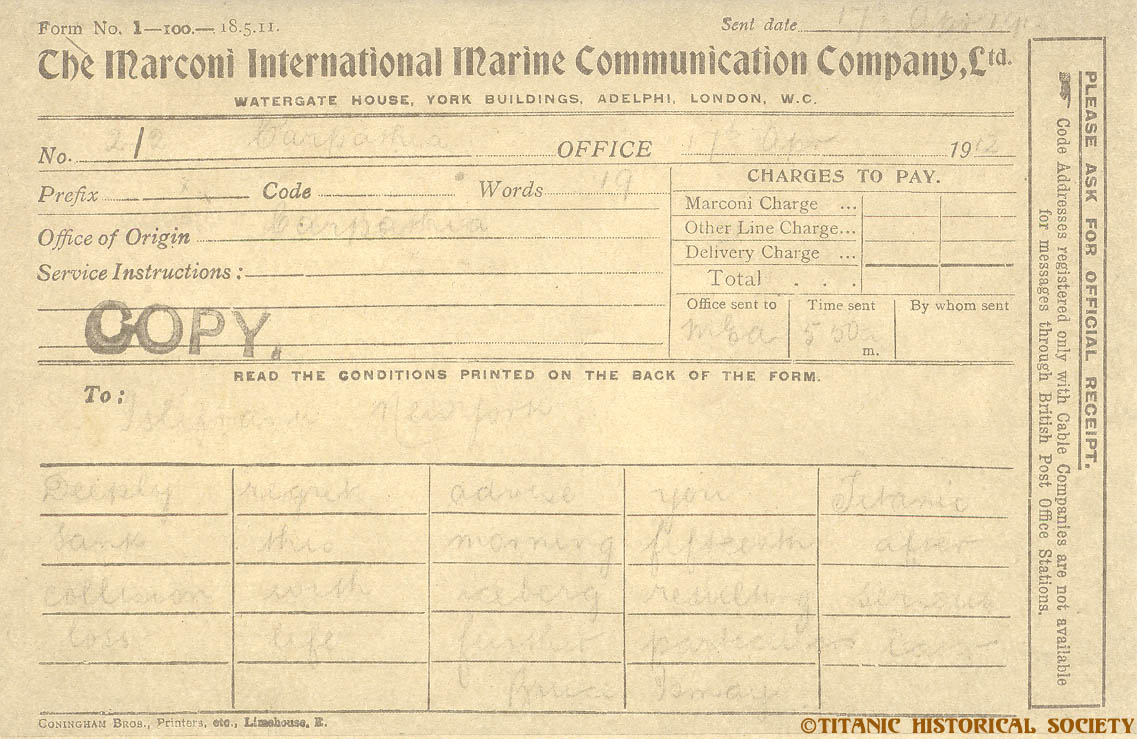 Form No. 1—100.— 18.5.11. Sent date 17th Apr 1912
The Marconi International Marine Communication Company, Ltd.
WATERGATE HOUSE, YORK BUILDINGS, ADELPHI, LONDON, W.C.
No. 2/2 Carpathia OFFICE 17th Apr 1912
Prefix Code Words 19
Office of Origin Carpathia
Service Instructions:
COPY.
CHARGES TO PAY.
Marconi Charge ...
Other Line Charge...
Delivery Charge ...
Total . . .
Office sent to Time sent By whom sent
5 50 m.
READ THE CONDITIONS PRINTED ON THE BACK OF THE FORM.
To:
Islefrank Newyork
Deeply regret advise you Titanic
sank this morning fifteenth after
collision with iceberg resulting serious
loss life further particulars later
Bruce Ismay
CONINGHAM BROS., Printers, etc., Limehouse, E.
PLEASE ASK FOR OFFICIAL RECEIPT.
Code Addresses registered only with Cable Companies are not available
for messages through British Post Office Stations.
©TITANIC HISTORICAL SOCIETY